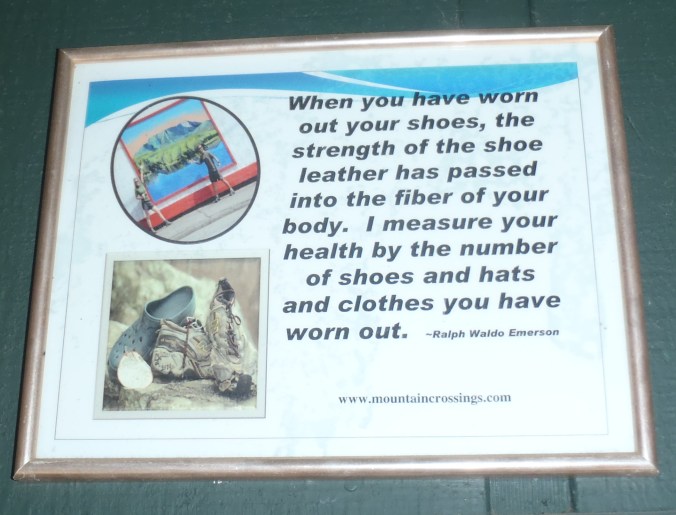 When you have worn
out your shoes, the
strength of the shoe
leather has passed
into the fiber of your
body. I measure your
health by the number
of shoes and hats
and clothes you have
worn out. ~Ralph Waldo Emerson
www.mountaincrossings.com